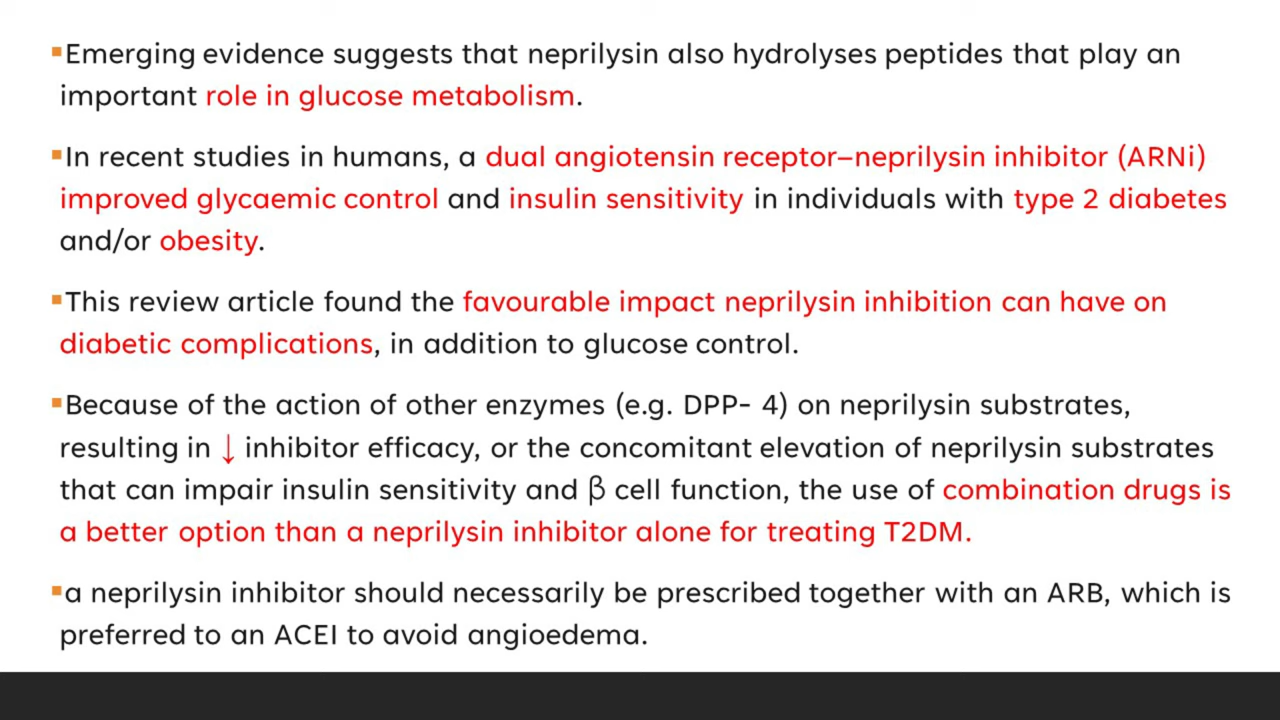 ▪Emerging evidence suggests that neprilysin also hydrolyses peptides that play an
important role in glucose metabolism.
▪In recent studies in humans, a dual angiotensin receptor–neprilysin inhibitor (ARNi)
improved glycaemic control and insulin sensitivity in individuals with type 2 diabetes
and/or obesity.
▪This review article found the favourable impact neprilysin inhibition can have on
diabetic complications, in addition to glucose control.
▪Because of the action of other enzymes (e.g. DPP- 4) on neprilysin substrates,
resulting in ↓ inhibitor efficacy, or the concomitant elevation of neprilysin substrates
that can impair insulin sensitivity and β cell function, the use of combination drugs is
a better option than a neprilysin inhibitor alone for treating T2DM.
▪a neprilysin inhibitor should necessarily be prescribed together with an ARB, which is
preferred to an ACEI to avoid angioedema.